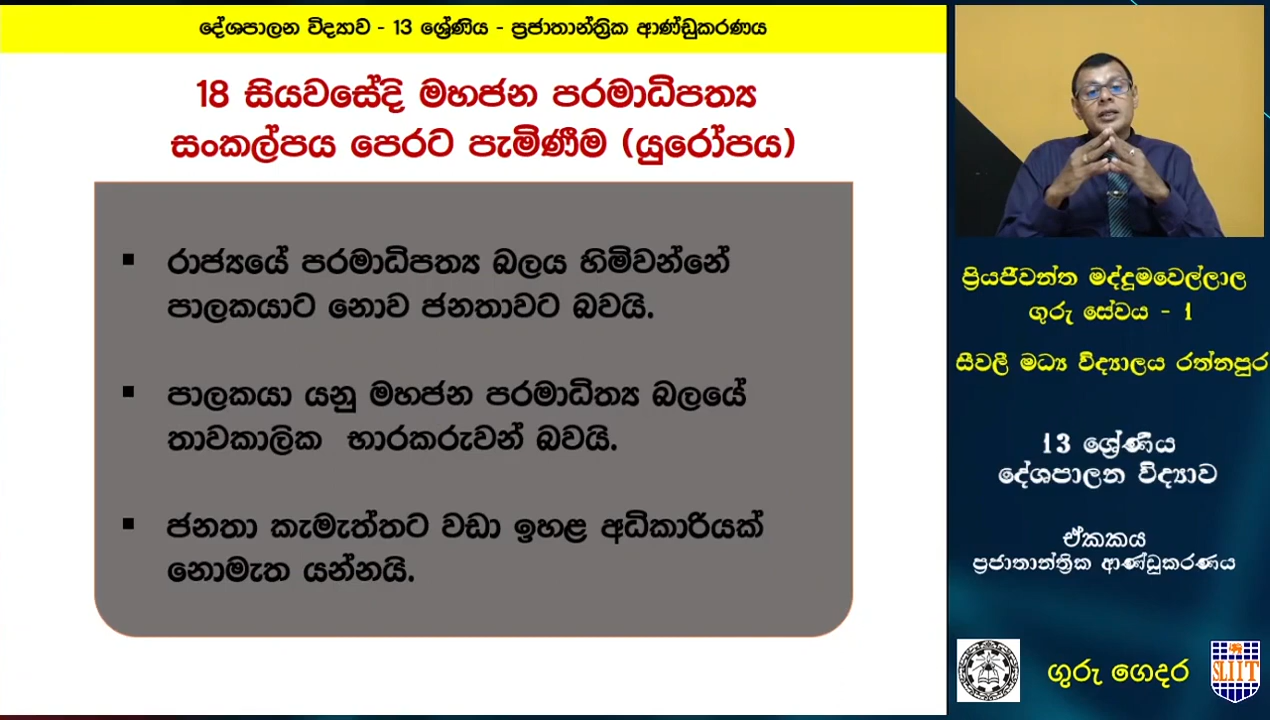 දේශපාලන විද්‍යාව - 13 ශ්‍රේණිය - ප්‍රජාතාන්ත්‍රික ආණ්ඩුකරණය
18 සියවසේදි මහජන පරමාධිපත්‍ය
සංකල්පය පෙරට පැමිණීම (යුරෝපය)
▪ රාජ්‍යයේ පරමාධිපත්‍ය බලය හිමිවන්නේ
පාලකයාට නොව ජනතාවට බවයි.
▪ පාලකයා යනු මහජන පරමාධිත්‍ය බලයේ
තාවකාලික භාරකරුවන් බවයි.
▪ ජනතා කැමැත්තට වඩා ඉහළ අධිකාරියක්
නොමැත යන්නයි.
ප්‍රියජීවන්ත මද්දූමවෙල්ලාල
ගුරු සේවය - 1
සීවලී මධ්‍ය විද්‍යාලය රත්නපුර
13 ශ්‍රේණිය
දේශපාලන විද්‍යාව
ඒකකය
ප්‍රජාතාන්ත්‍රික ආණ්ඩුකරණය
ගුරු ගෙදර
SLIIT